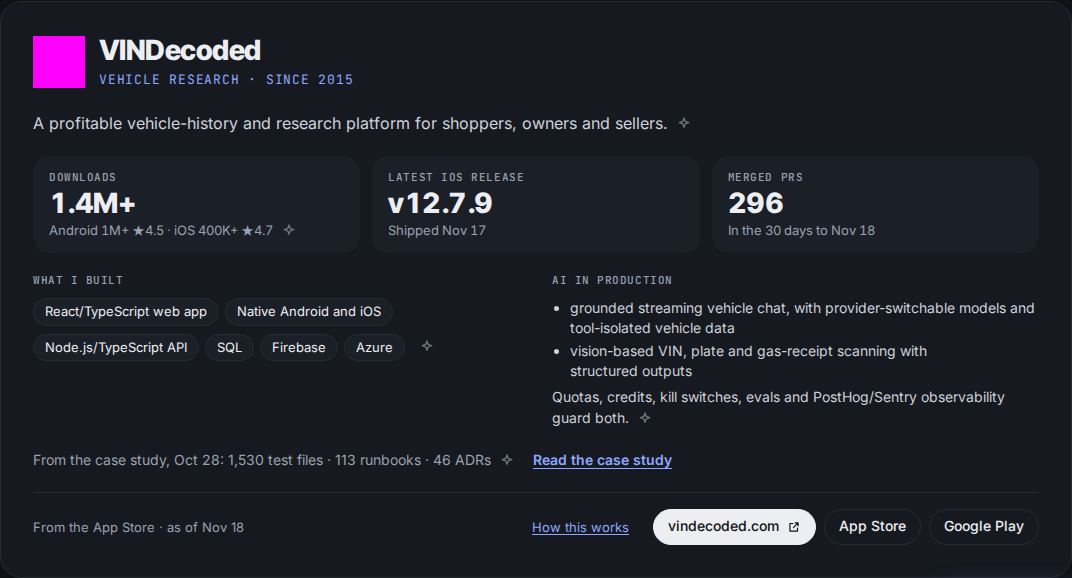 VINDecoded
VEHICLE RESEARCH · SINCE 2015
A profitable vehicle-history and research platform for shoppers, owners and sellers.
DOWNLOADS
1.4M+
Android 1M+ ★4.5 · iOS 400K+ ★4.7
LATEST IOS RELEASE
v12.7.9
Shipped Nov 17
MERGED PRS
296
In the 30 days to Nov 18
WHAT I BUILT
React/TypeScript web app
Native Android and iOS
Node.js/TypeScript API
SQL
Firebase
Azure
AI IN PRODUCTION
• grounded streaming vehicle chat, with provider-switchable models and
tool-isolated vehicle data
• vision-based VIN, plate and gas-receipt scanning with
structured outputs
Quotas, credits, kill switches, evals and PostHog/Sentry observability
guard both.
From the case study, Oct 28: 1,530 test files · 113 runbooks · 46 ADRs
Read the case study
From the App Store · as of Nov 18
How this works
vindecoded.com
App Store
Google Play